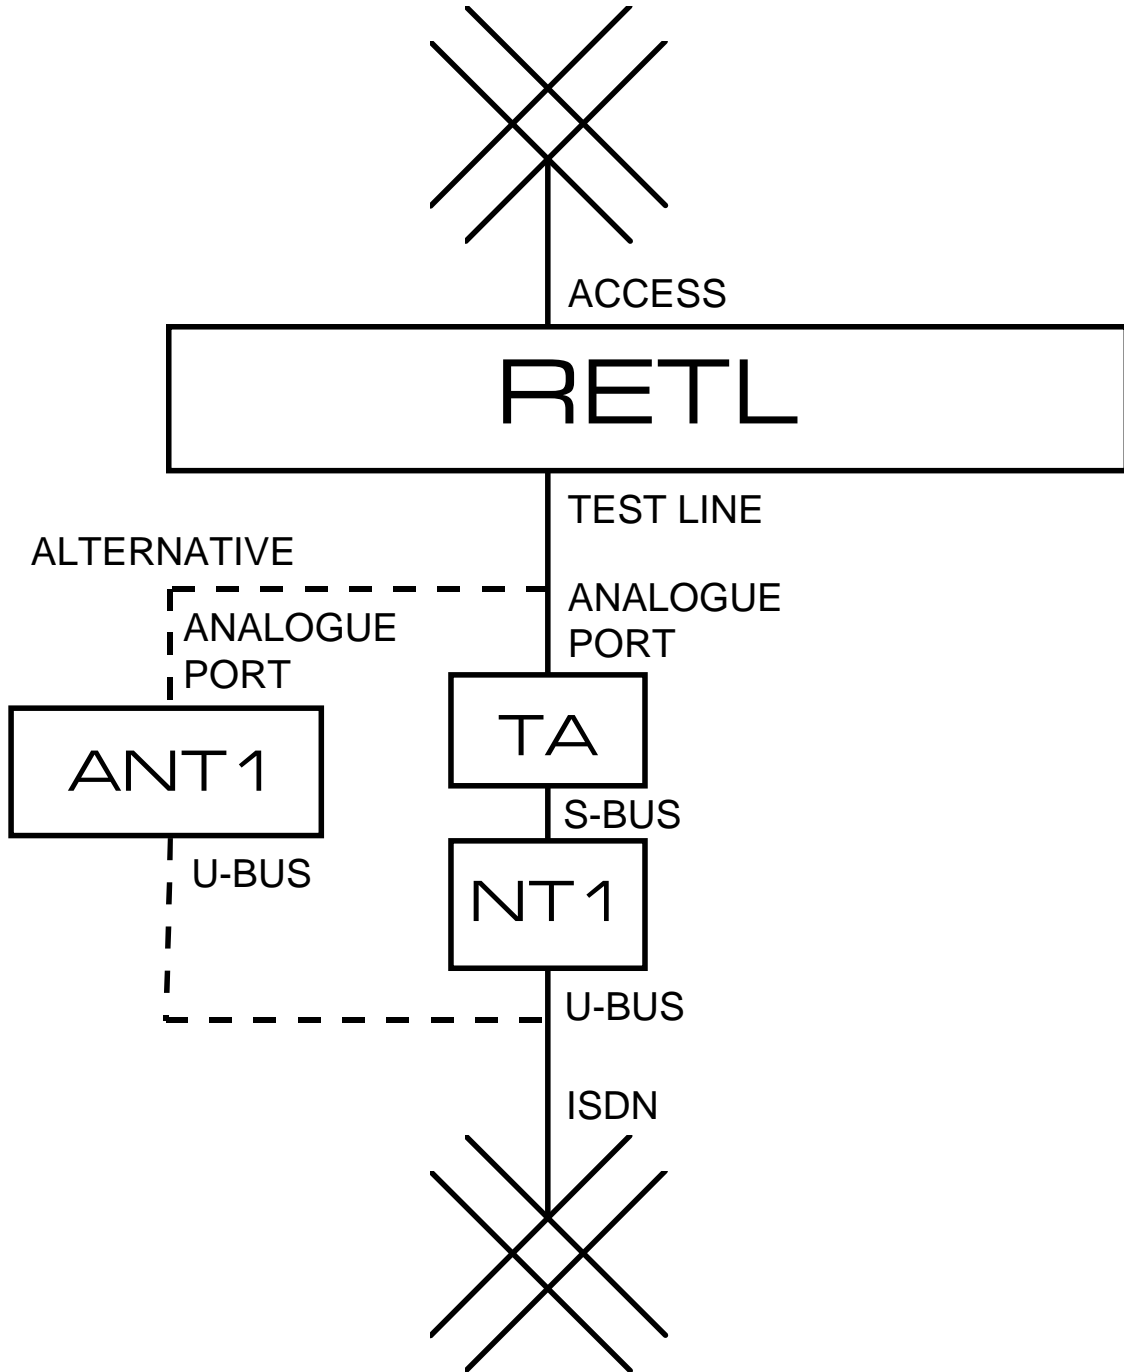 ACCESS
RETL
TEST LINE
ALTERNATIVE
ANALOGUE
PORT
ANALOGUE
PORT
TA
ANT1
S-BUS
U-BUS
NT1
U-BUS
ISDN